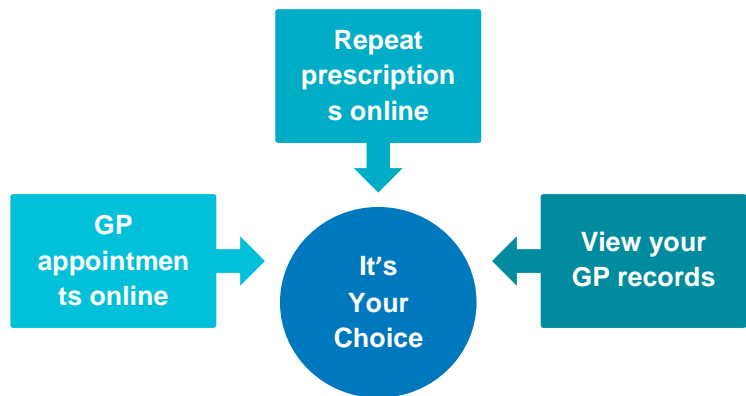 Repeat
prescription
s online
GP
appointmen
ts online
It's
Your
Choice
View your
GP records